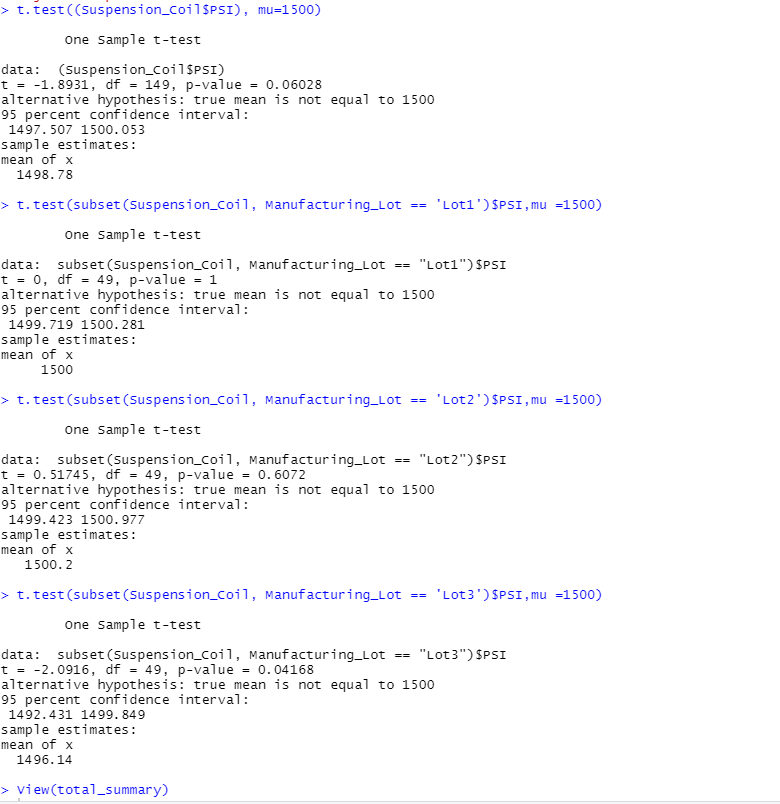 > t.test((Suspension_Coil$PSI), mu=1500)
One Sample t-test
data:  (Suspension_Coil$PSI)
t = -1.8931, df = 149, p-value = 0.06028
alternative hypothesis: true mean is not equal to 1500
95 percent confidence interval:
1497.507 1500.053
sample estimates:
mean of x
1498.78
> t.test(subset(Suspension_Coil, Manufacturing_Lot == 'Lot1')$PSI,mu =1500)
One Sample t-test
data:  subset(Suspension_Coil, Manufacturing_Lot == "Lot1")$PSI
t = 0, df = 49, p-value = 1
alternative hypothesis: true mean is not equal to 1500
95 percent confidence interval:
1499.719 1500.281
sample estimates:
mean of x
1500
> t.test(subset(Suspension_Coil, Manufacturing_Lot == 'Lot2')$PSI,mu =1500)
One Sample t-test
data:  subset(Suspension_Coil, Manufacturing_Lot == "Lot2")$PSI
t = 0.51745, df = 49, p-value = 0.6072
alternative hypothesis: true mean is not equal to 1500
95 percent confidence interval:
1499.423 1500.977
sample estimates:
mean of x
1500.2
> t.test(subset(Suspension_Coil, Manufacturing_Lot == 'Lot3')$PSI,mu =1500)
One Sample t-test
data:  subset(Suspension_Coil, Manufacturing_Lot == "Lot3")$PSI
t = -2.0916, df = 49, p-value = 0.04168
alternative hypothesis: true mean is not equal to 1500
95 percent confidence interval:
1492.431 1499.849
sample estimates:
mean of x
1496.14
> View(total_summary)